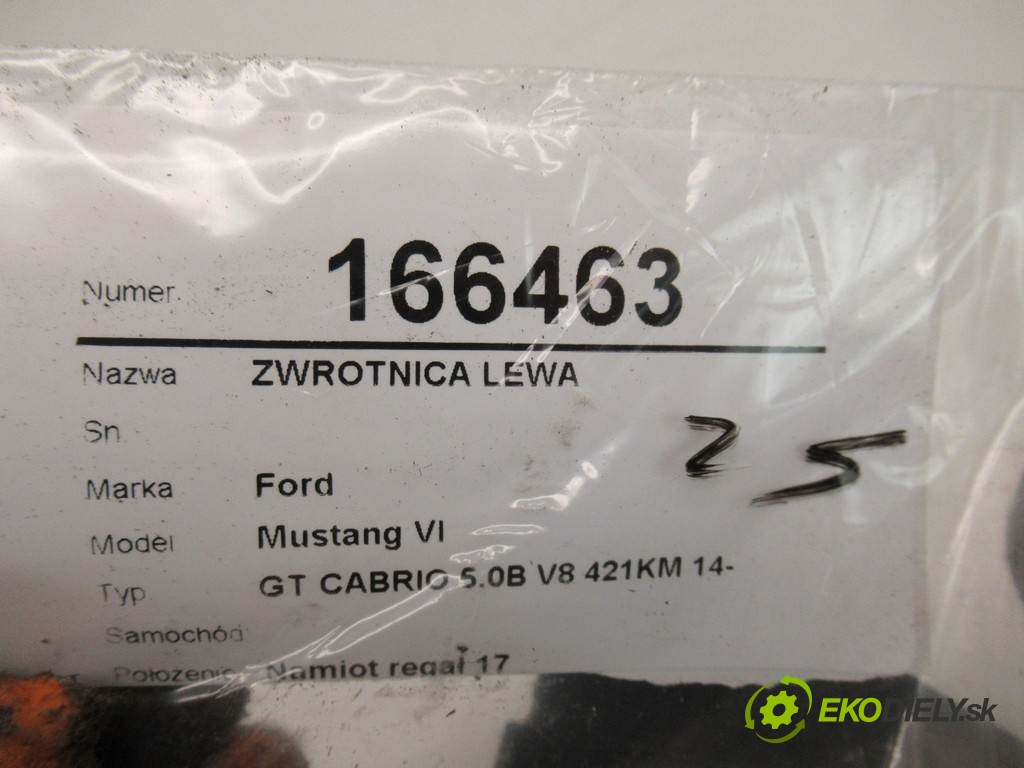 Numer 166463
Nazwa ZWROTNICA LEWA
Sn
Marka Ford
Model Mustang VI
Typ GT CABRIO 5.0B V8 421KM 14-
Samochód
Położenie Namiot regał 17
25
EKODIELY.sk